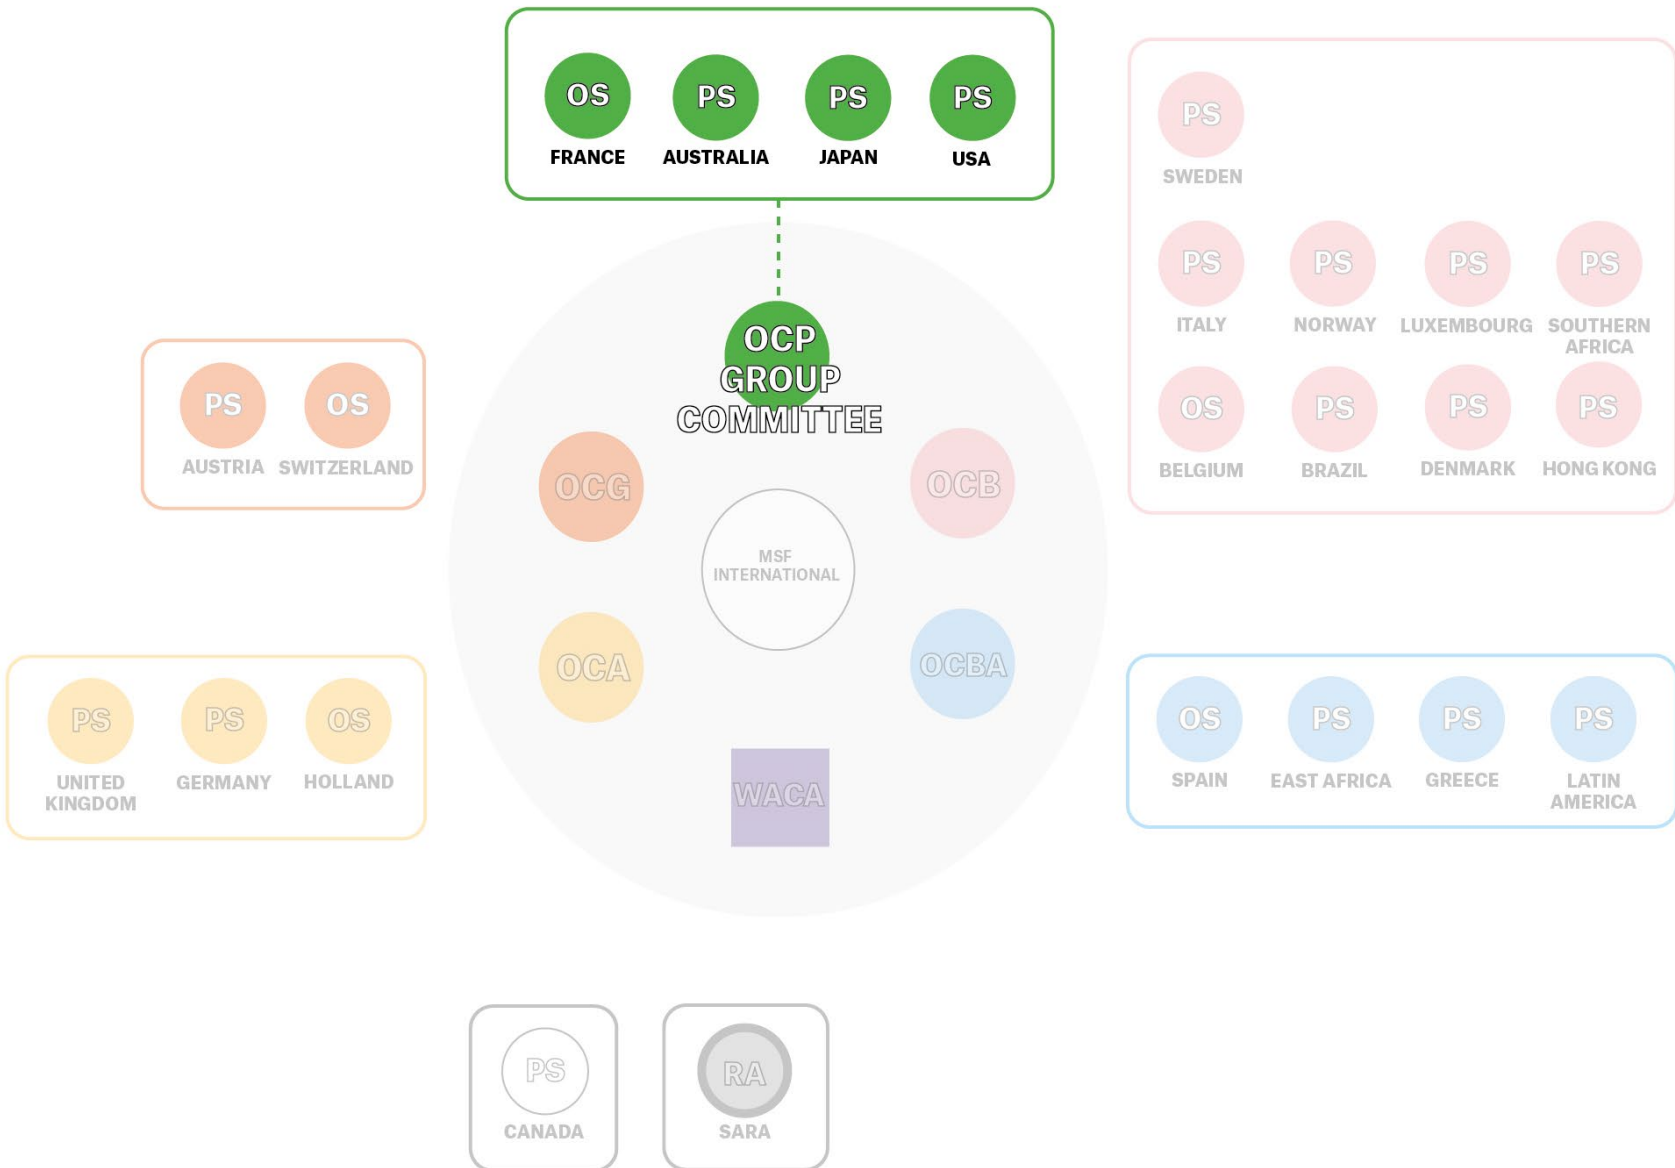 OS
PS
PS
PS
FRANCE
AUSTRALIA
JAPAN
USA
PS
SWEDEN
PS
PS
PS
PS
ITALY
NORWAY
LUXEMBOURG
SOUTHERN
AFRICA
OS
PS
PS
PS
BELGIUM
BRAZIL
DENMARK
HONG KONG
OCP
GROUP
COMMITTEE
PS
OS
AUSTRIA
SWITZERLAND
OCG
OCB
MSF
INTERNATIONAL
OCA
OCBA
WACA
PS
PS
OS
UNITED
KINGDOM
GERMANY
HOLLAND
OS
PS
PS
PS
SPAIN
EAST AFRICA
GREECE
LATIN
AMERICA
PS
CANADA
RA
SARA